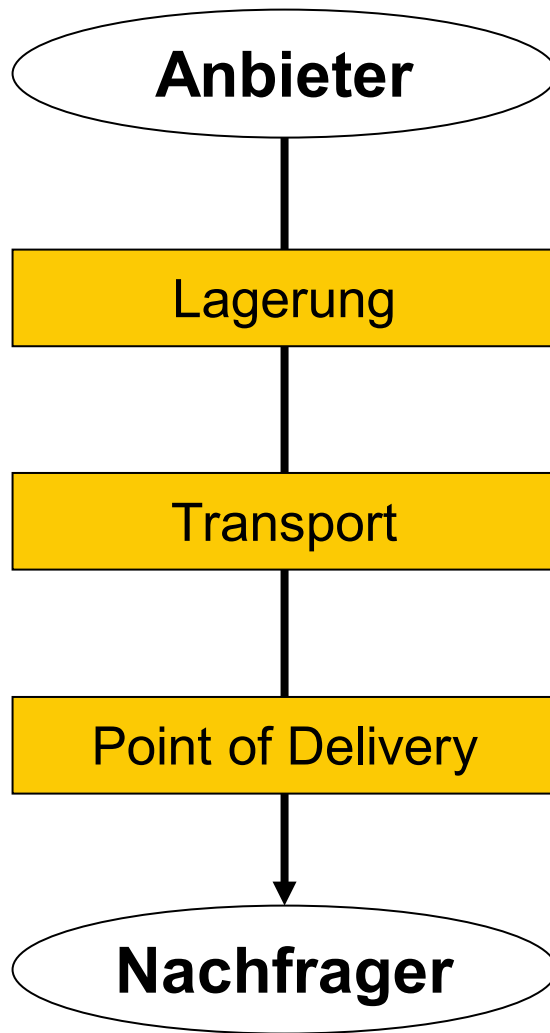 Anbieter
Lagerung
Transport
Point of Delivery
Nachfrager